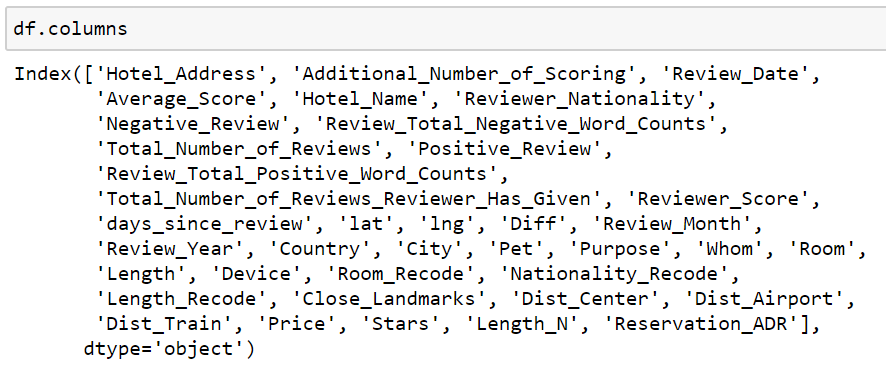 df.columns
Index(['Hotel_Address', 'Additional_Number_of_Scoring', 'Review_Date',
'Average_Score', 'Hotel_Name', 'Reviewer_Nationality',
'Negative_Review', 'Review_Total_Negative_Word_Counts',
'Total_Number_of_Reviews', 'Positive_Review',
'Review_Total_Positive_Word_Counts',
'Total_Number_of_Reviews_Reviewer_Has_Given', 'Reviewer_Score',
'days_since_review', 'lat', 'lng', 'Diff', 'Review_Month',
'Review_Year', 'Country', 'City', 'Pet', 'Purpose', 'Whom', 'Room',
'Length', 'Device', 'Room_Recode', 'Nationality_Recode',
'Length_Recode', 'Close_Landmarks', 'Dist_Center', 'Dist_Airport',
'Dist_Train', 'Price', 'Stars', 'Length_N', 'Reservation_ADR'],
dtype='object')